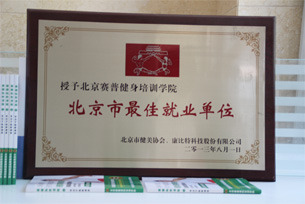 授予北京赛普健身培训学院
北京市最佳就业单位
北京市健美协会、康比特科技股份有限公司
二零一三年八月一日